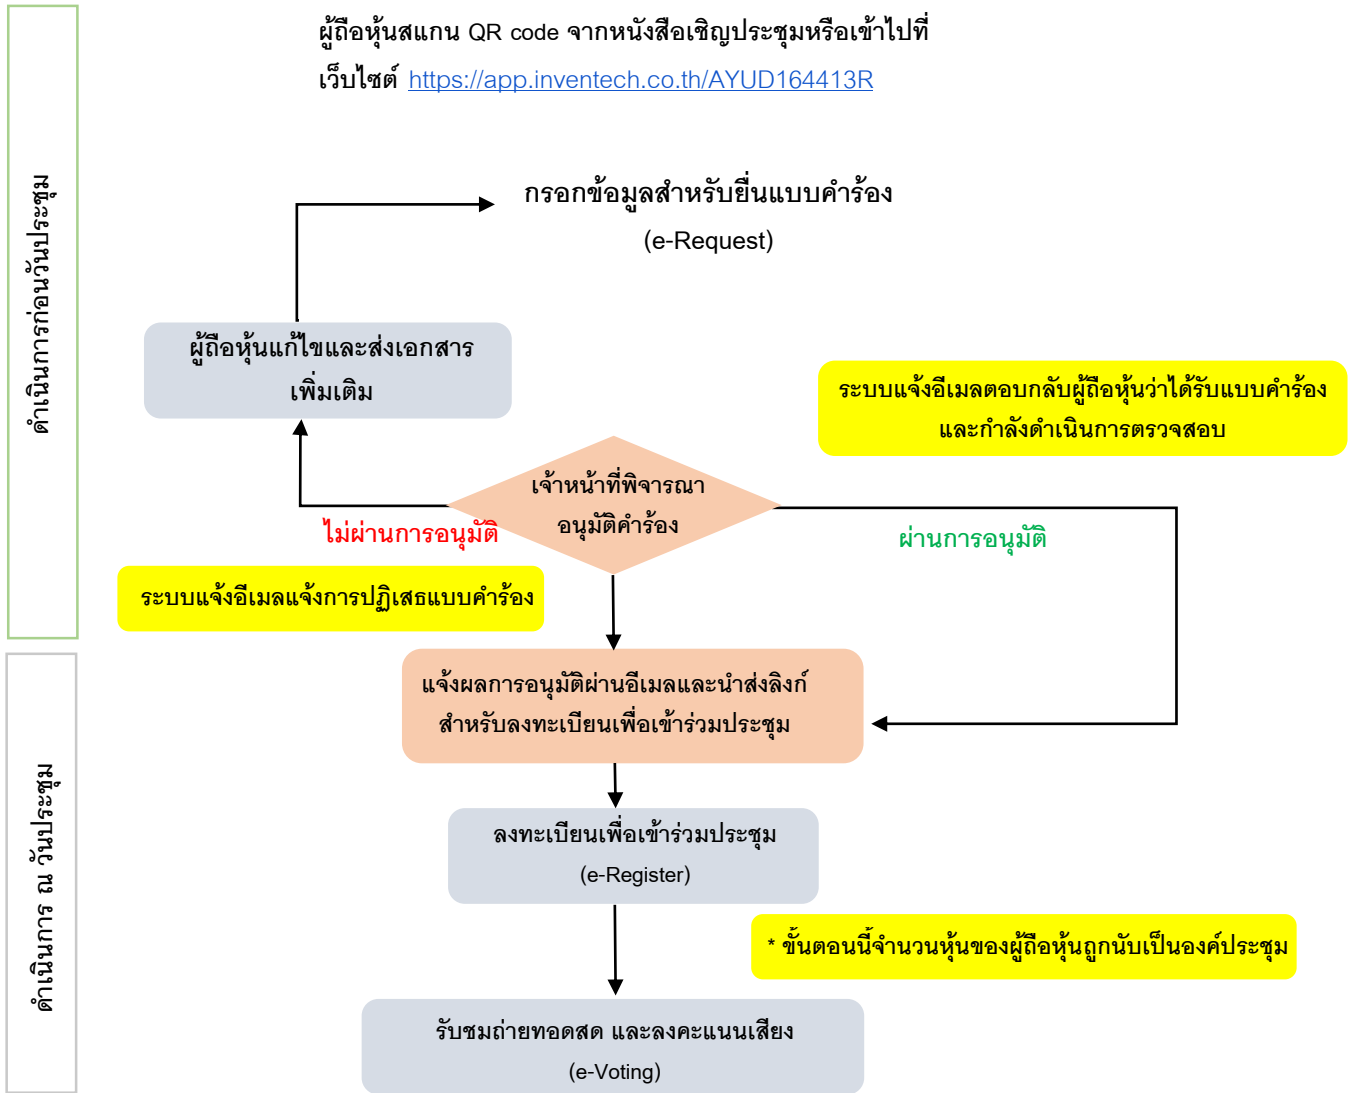 ผู้ถือหุ้นสแกน QR code จากหนังสือเชิญประชุมหรือเข้าไปที่
เว็บไซต์ https://app.inventech.co.th/AYUD164413R
ดำเนินการก่อนวันประชุม
กรอกข้อมูลสำหรับยื่นแบบคำร้อง
(e-Request)
ผู้ถือหุ้นแก้ไขและส่งเอกสาร
เพิ่มเติม
ระบบแจ้งอีเมลตอบกลับผู้ถือหุ้นว่าได้รับแบบคำร้อง
และกำลังดำเนินการตรวจสอบ
เจ้าหน้าที่พิจารณา
อนุมัติคำร้อง
ไม่ผ่านการอนุมัติ
ผ่านการอนุมัติ
ระบบแจ้งอีเมลแจ้งการปฏิเสธแบบคำร้อง
ดำเนินการ ณ วันประชุม
แจ้งผลการอนุมัติผ่านอีเมลและนำส่งลิงก์
สำหรับลงทะเบียนเพื่อเข้าร่วมประชุม
ลงทะเบียนเพื่อเข้าร่วมประชุม
(e-Register)
* ขั้นตอนนี้จำนวนหุ้นของผู้ถือหุ้นถูกนับเป็นองค์ประชุม
รับชมถ่ายทอดสด และลงคะแนนเสียง
(e-Voting)